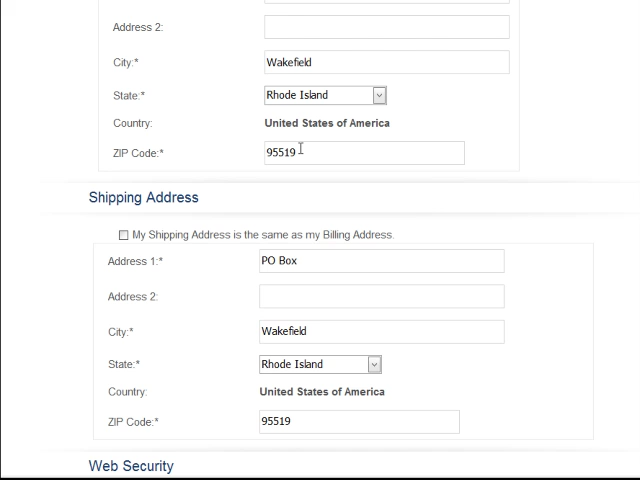 Address 2:
City:* Wakefield
State:* Rhode Island
Country: United States of America
ZIP Code:* 95519
Shipping Address
My Shipping Address is the same as my Billing Address.
Address 1:* PO Box
Address 2:
City:* Wakefield
State:* Rhode Island
Country: United States of America
ZIP Code:* 95519
Web Security